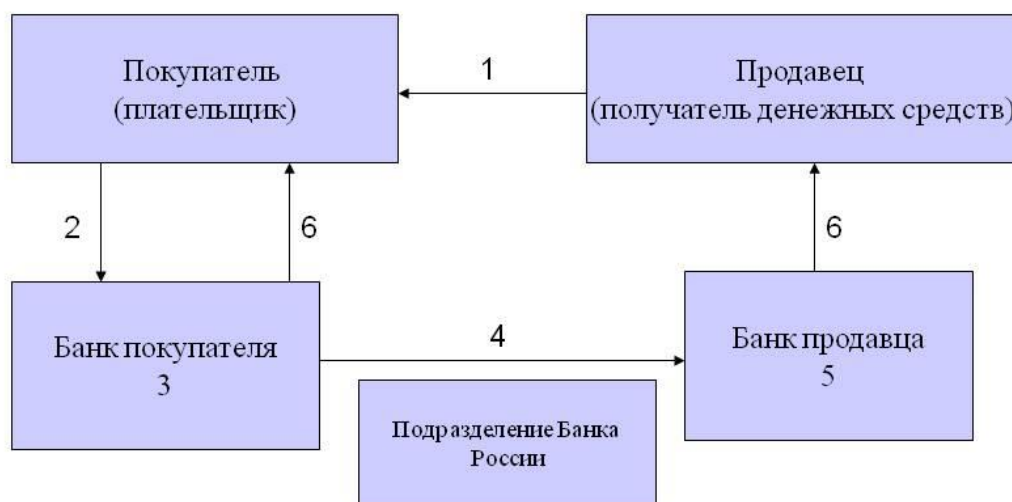 Покупатель
(плательщик)
1
Продавец
(получатель денежных средств)
2
6
6
Банк покупателя
3
4
Банк продавца
5
Подразделение Банка
России